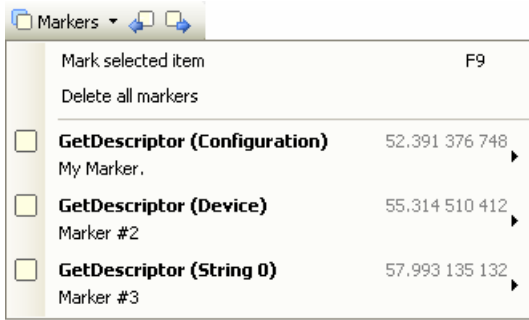 Markers
Mark selected item F9
Delete all markers
GetDescriptor (Configuration) 52.391 376 748
My Marker.
GetDescriptor (Device) 55.314 510 412
Marker #2
GetDescriptor (String 0) 57.993 135 132
Marker #3